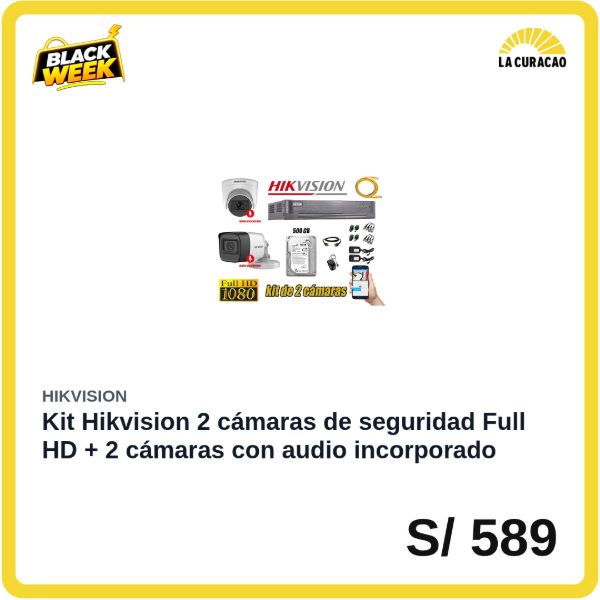 BLACK
WEEK
LA CURACAO
HIKVISION
500 GB
Full HD
1080
Kit de 2 cámaras
HIKVISION
Kit Hikvision 2 cámaras de seguridad Full
HD + 2 cámaras con audio incorporado
S/ 589